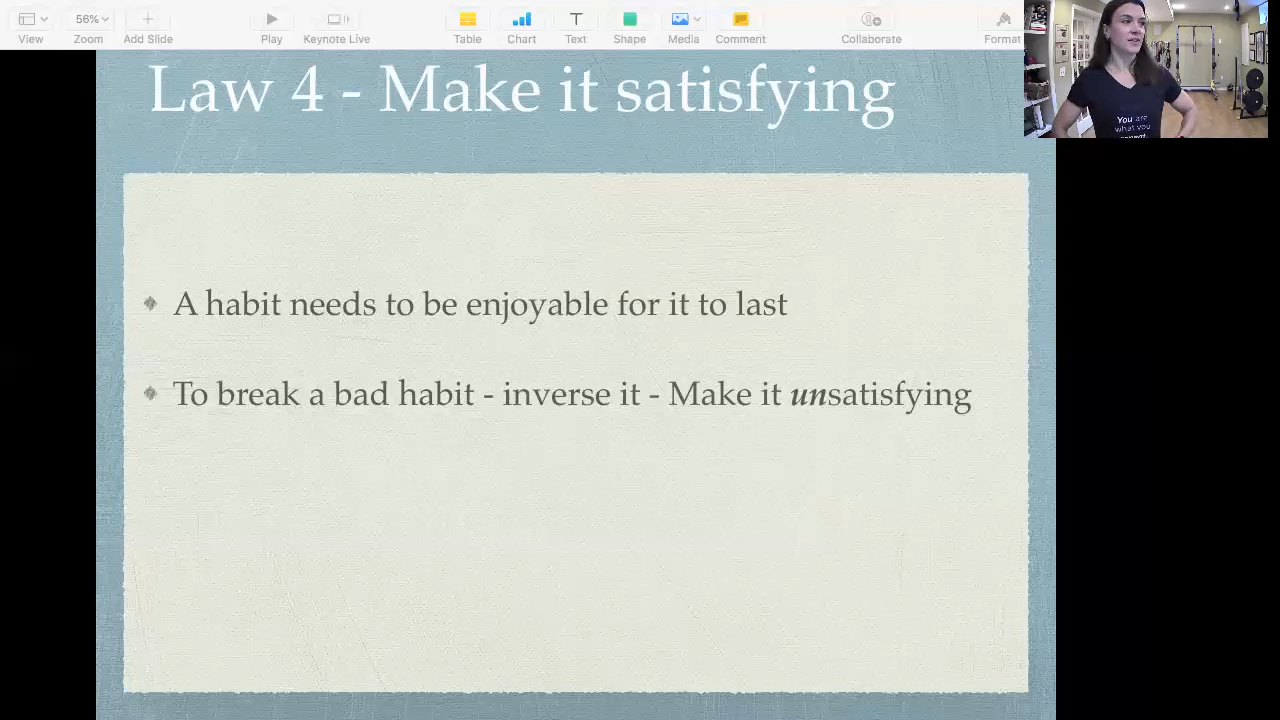 56%
View
Zoom
Add Slide
Play
Keynote Live
Table
Chart
Text
Shape
Media
Comment
Collaborate
Format
Law 4 - Make it satisfying
A habit needs to be enjoyable for it to last
To break a bad habit - inverse it - Make it unsatisfying
You are
what you